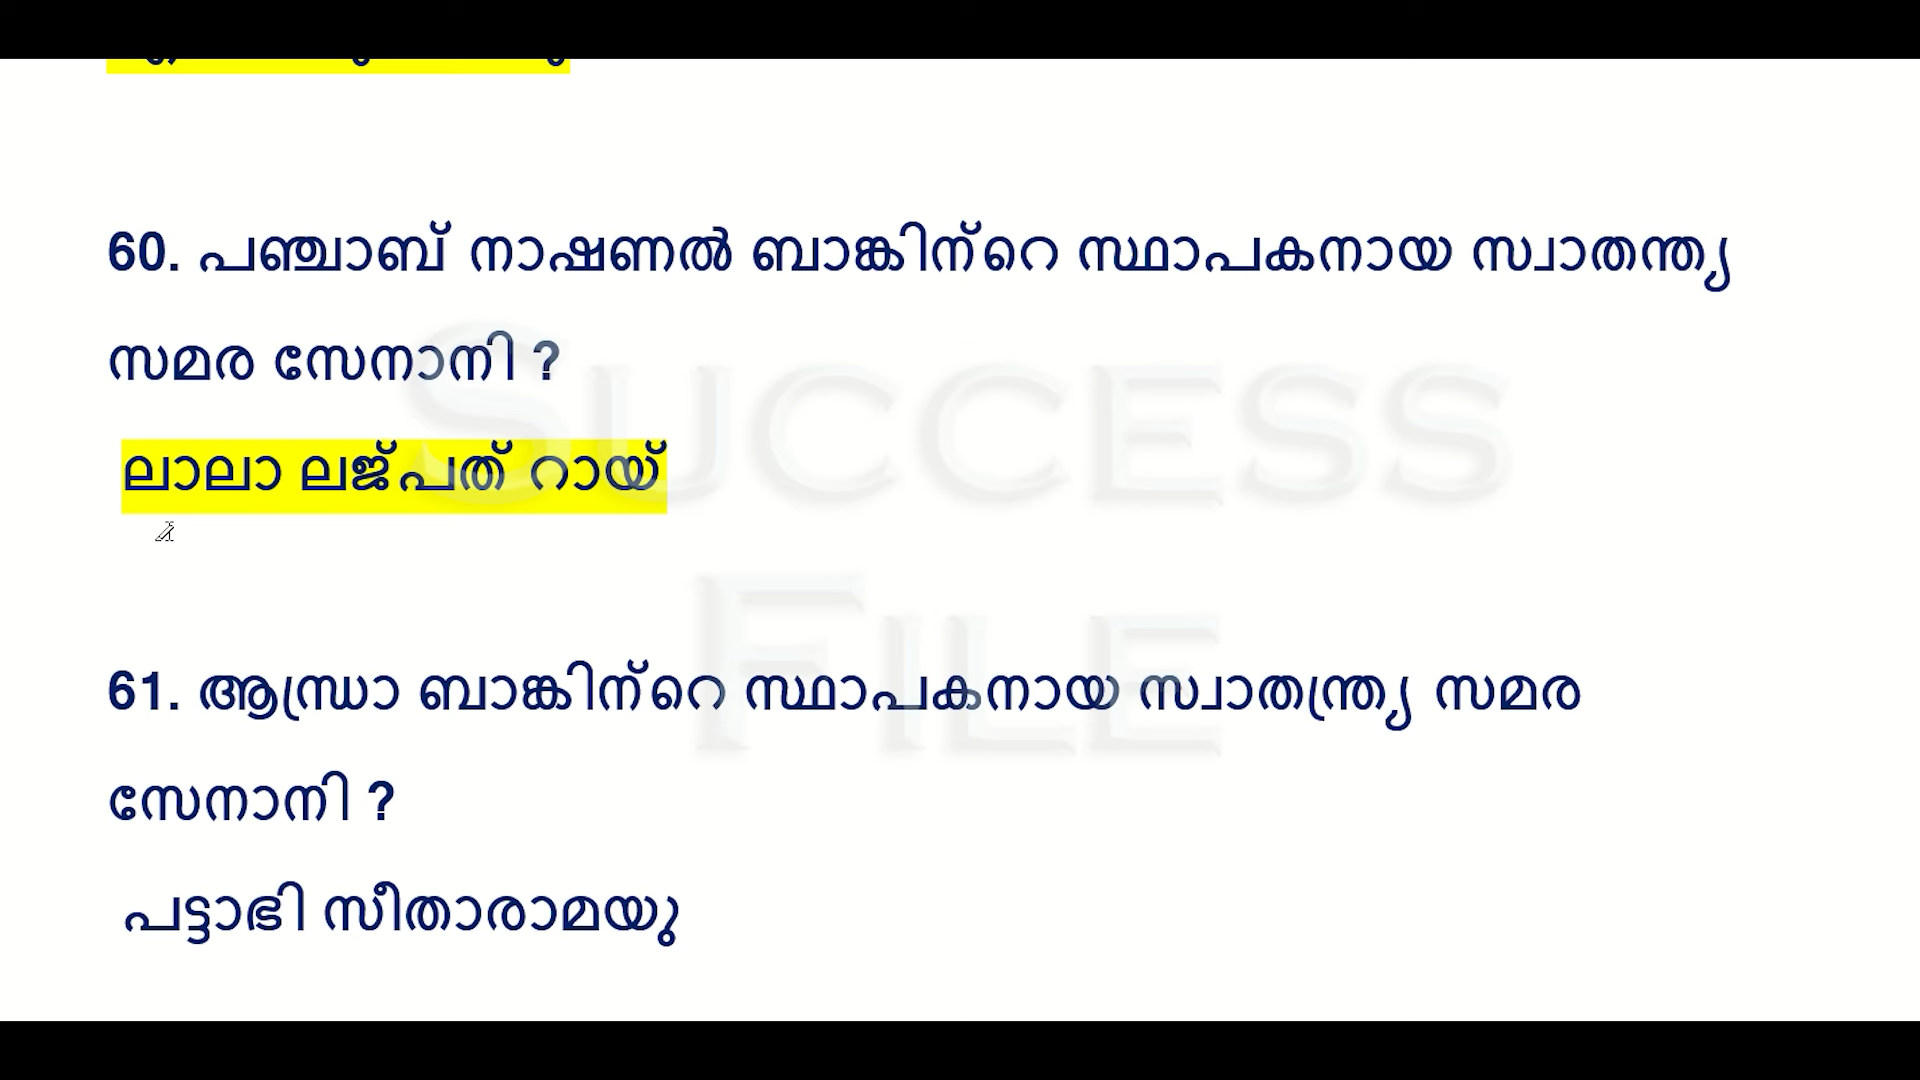 60. പഞ്ചാബ് നാഷണൽ ബാങ്കിന്റെ സ്ഥാപകനായ സ്വാതന്ത്യ
സമര സേനാനി ?
ലാലാ ലജ്പത് റായ്
SUCCESS
FILE
61. ആന്ധ്രാ ബാങ്കിന്റെ സ്ഥാപകനായ സ്വാതന്ത്ര്യ സമര
സേനാനി ?
പട്ടാഭി സീതാരാമയു